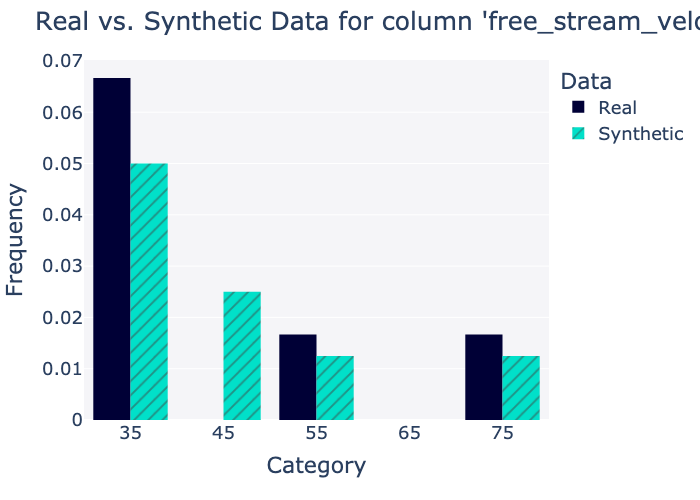 Real vs. Synthetic Data for column 'free_stream_velo
0.07
0.06
0.05
0.04
0.03
0.02
0.01
0
Frequency
35 45 55 65 75
Category
Data
Real
Synthetic